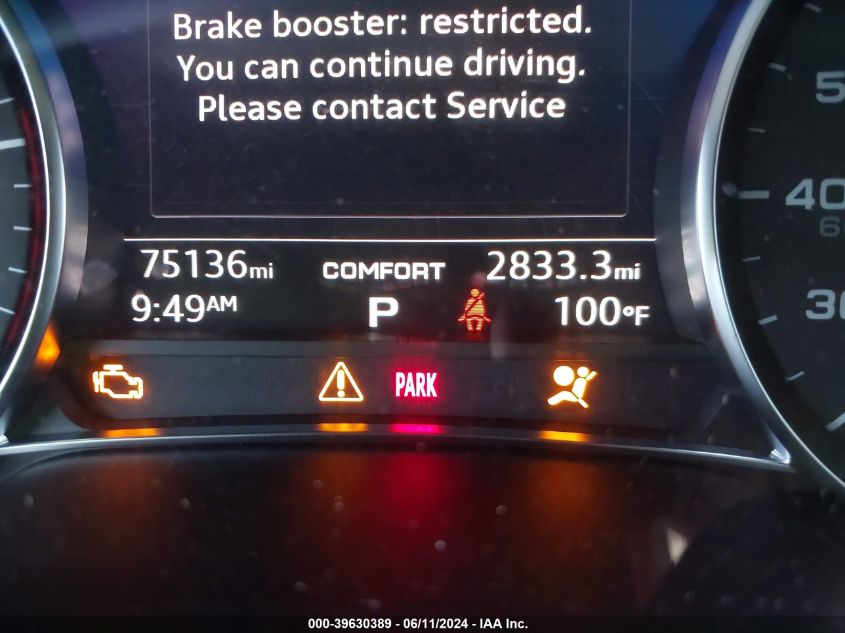 Brake booster: restricted.
You can continue driving.
Please contact Service
75136mi COMFORT 2833.3mi
9:49AM P 100°F
PARK
40
000-39630389 - 06/11/2024 - IAA Inc.